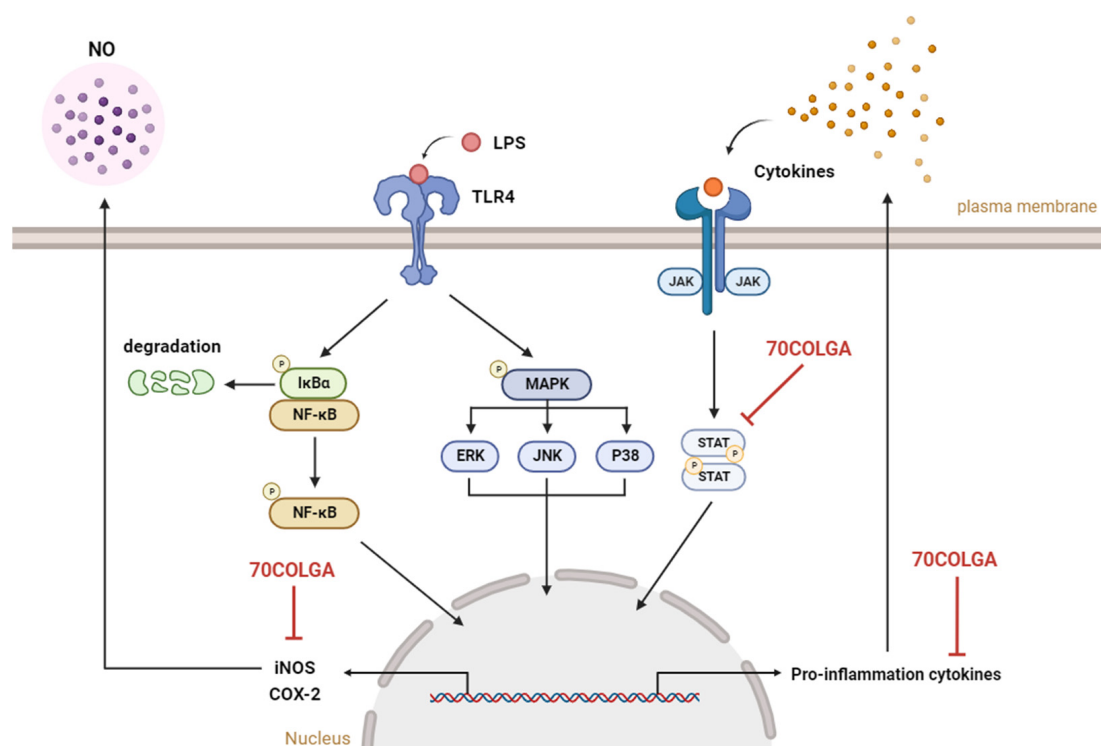 NO
LPS
TLR4
Cytokines
plasma membrane
JAK
JAK
degradation
70COLGA
P
IκBα
NF-κB
P
MAPK
ERK
JNK
P38
STAT
P
P
STAT
P
NF-κB
70COLGA
70COLGA
iNOS
COX-2
Pro-inflammation cytokines
Nucleus